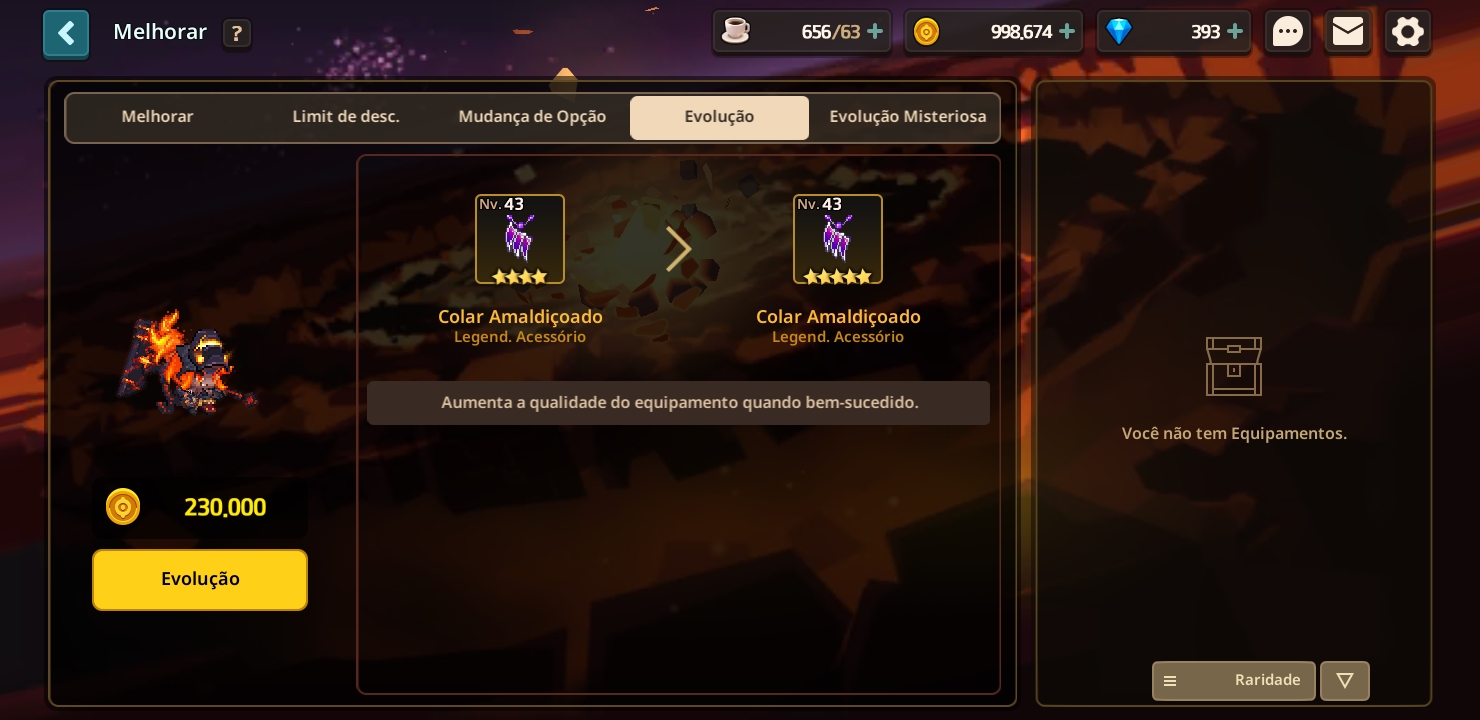 Melhorar ?
656/63
998,674
393
Melhorar
Limit de desc.
Mudança de Opção
Evolução
Evolução Misteriosa
Nv. 43
Nv. 43
Colar Amaldiçoado
Legend. Acessório
Colar Amaldiçoado
Legend. Acessório
Aumenta a qualidade do equipamento quando bem-sucedido.
230,000
Evolução
Você não tem Equipamentos.
Raridade